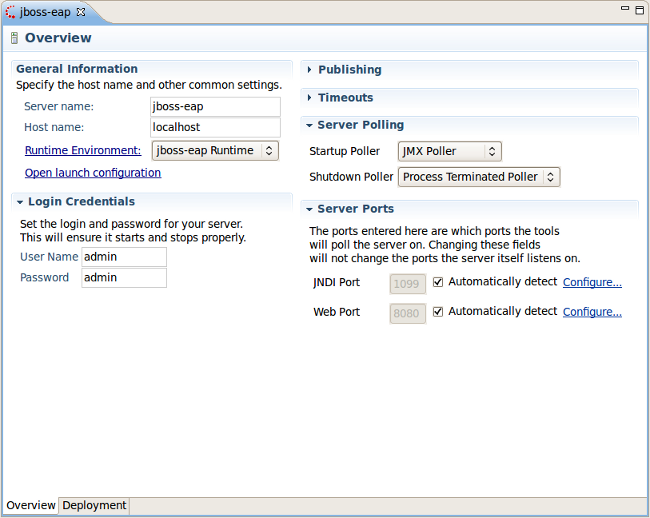 jboss-eap
Overview
General Information
Specify the host name and other common settings.
Server name: jboss-eap
Host name: localhost
Runtime Environment: jboss-eap Runtime
Open launch configuration
Login Credentials
Set the login and password for your server.
This will ensure it starts and stops properly.
User Name admin
Password admin
Publishing
Timeouts
Server Polling
Startup Poller JMX Poller
Shutdown Poller Process Terminated Poller
Server Ports
The ports entered here are which ports the tools
will poll the server on. Changing these fields
will not change the ports the server itself listens on.
JNDI Port 1099 Automatically detect Configure...
Web Port 8080 Automatically detect Configure...
Overview Deployment